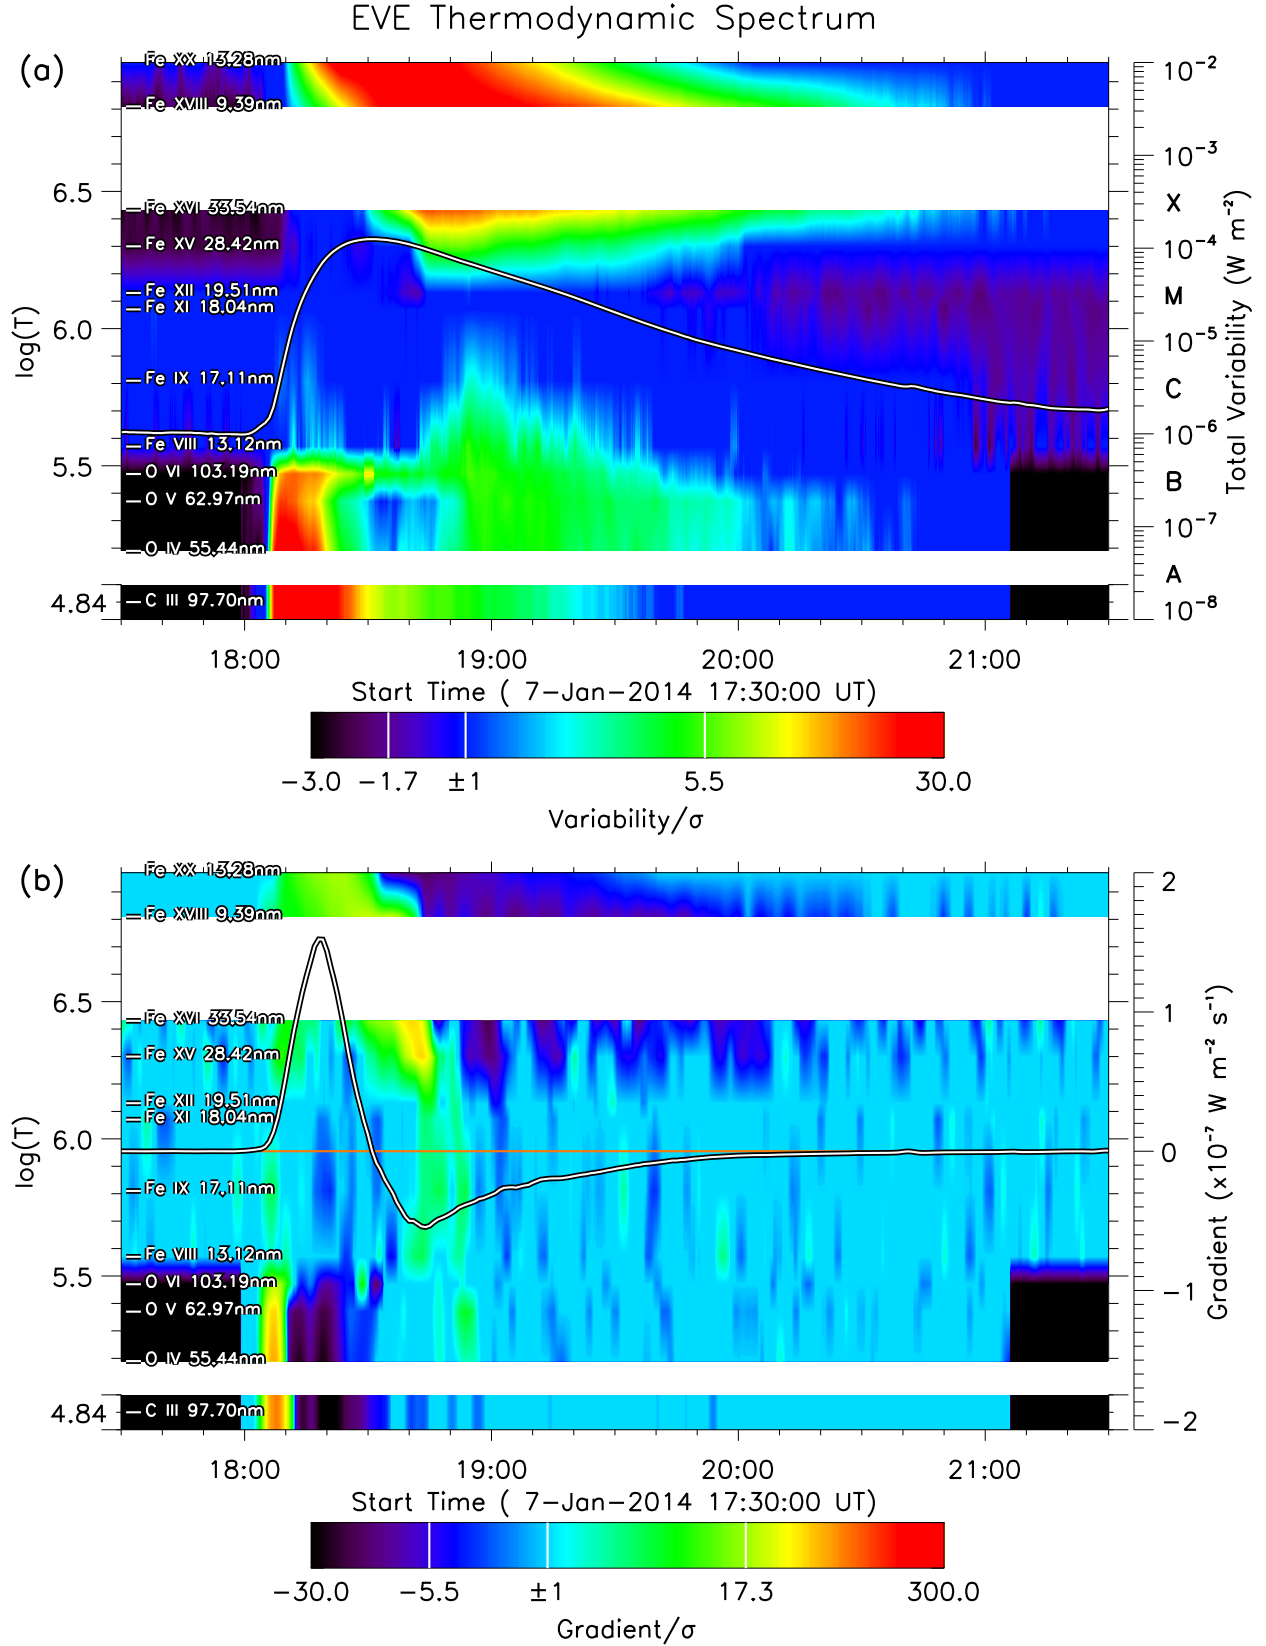 EVE Thermodynamic Spectrum
(a)
Fe XX 13.28nm
Fe XVIII 9.39nm
Fe XVI 33.54nm
Fe XV 28.42nm
Fe XII 19.51nm
Fe XI 18.04nm
Fe IX 17.11nm
Fe VIII 13.12nm
O VI 103.19nm
O V 62.97nm
O IV 55.44nm
C III 97.70nm
6.5
6.0
5.5
4.84
log(T)
10⁻²
10⁻³
X
10⁻⁴
M
10⁻⁵
C
10⁻⁶
B
10⁻⁷
A
10⁻⁸
Total Variability (W m⁻²)
18:00 19:00 20:00 21:00
Start Time ( 7-Jan-2014 17:30:00 UT)
-3.0 -1.7 ±1 5.5 30.0
Variability/σ
(b)
Fe XX 13.28nm
Fe XVIII 9.39nm
Fe XVI 33.54nm
Fe XV 28.42nm
Fe XII 19.51nm
Fe XI 18.04nm
Fe IX 17.11nm
Fe VIII 13.12nm
O VI 103.19nm
O V 62.97nm
O IV 55.44nm
C III 97.70nm
6.5
6.0
5.5
4.84
log(T)
2
1
0
-1
-2
Gradient (x10⁻⁷ W m⁻² s⁻¹)
18:00 19:00 20:00 21:00
Start Time ( 7-Jan-2014 17:30:00 UT)
-30.0 -5.5 ±1 17.3 300.0
Gradient/σ